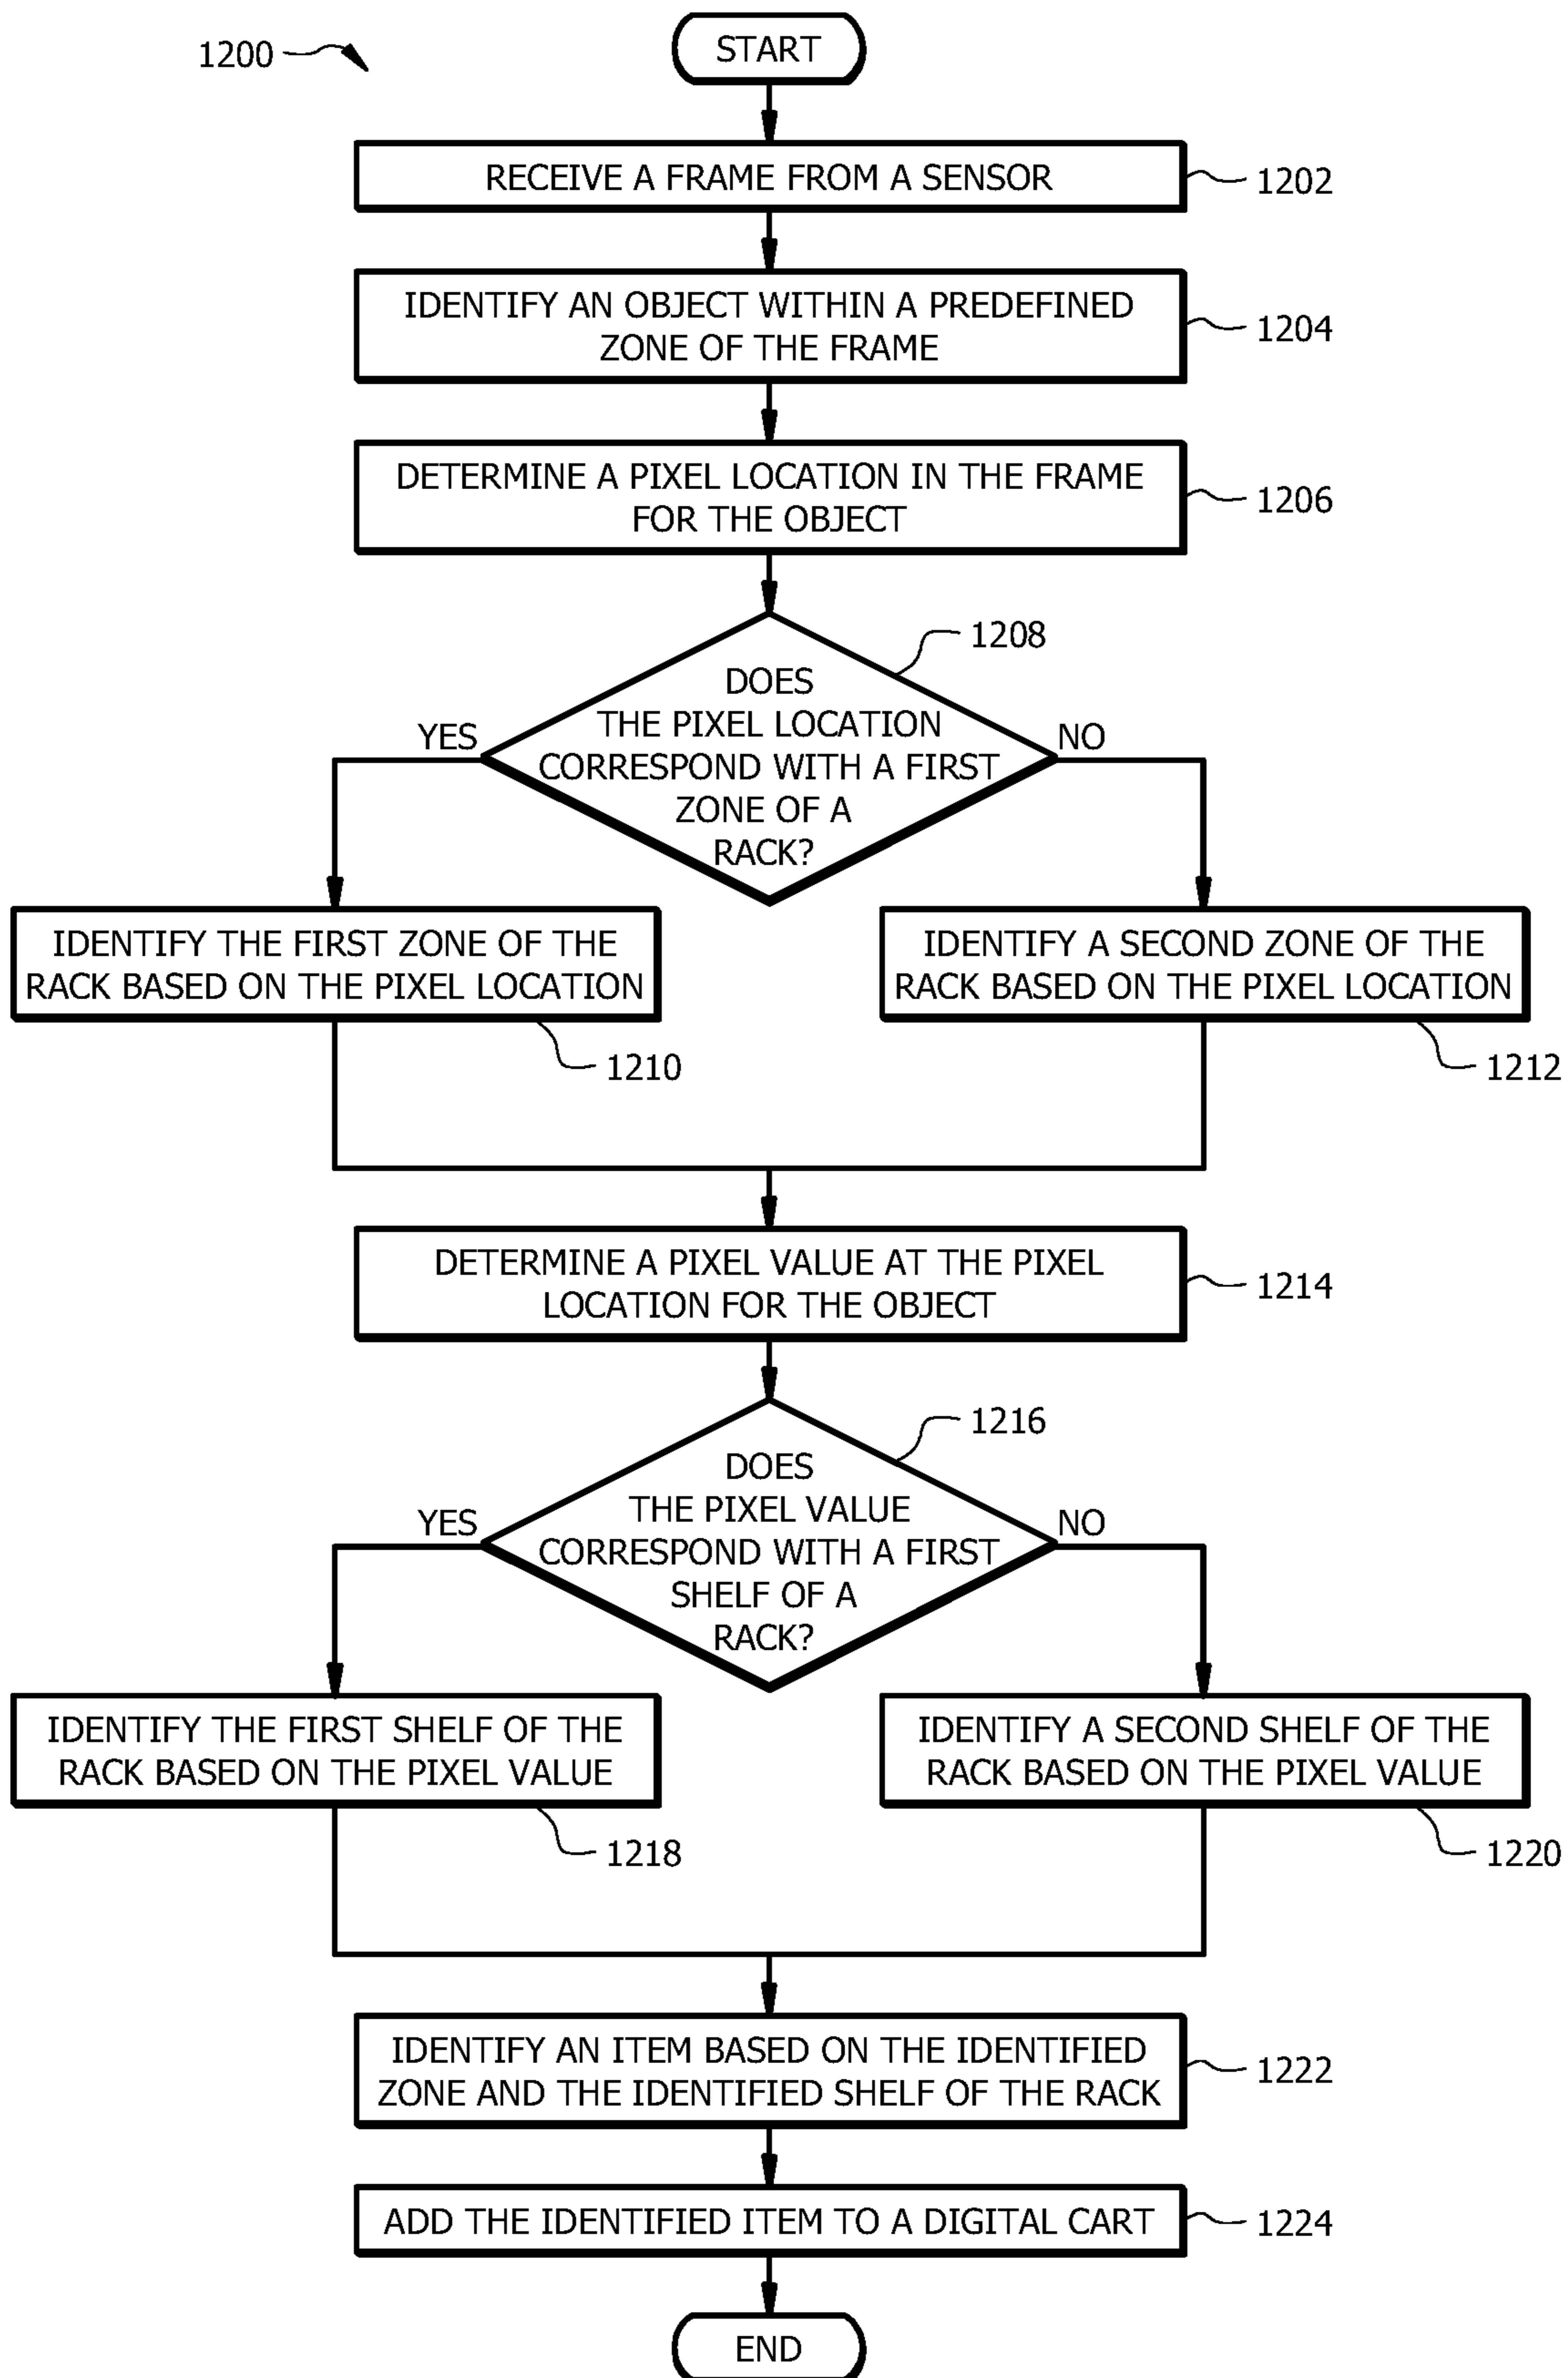 1200
START
RECEIVE A FRAME FROM A SENSOR
1202
IDENTIFY AN OBJECT WITHIN A PREDEFINED
ZONE OF THE FRAME
1204
DETERMINE A PIXEL LOCATION IN THE FRAME
FOR THE OBJECT
1206
1208
DOES
THE PIXEL LOCATION
CORRESPOND WITH A FIRST
ZONE OF A
RACK?
YES
NO
IDENTIFY THE FIRST ZONE OF THE
RACK BASED ON THE PIXEL LOCATION
1210
IDENTIFY A SECOND ZONE OF THE
RACK BASED ON THE PIXEL LOCATION
1212
DETERMINE A PIXEL VALUE AT THE PIXEL
LOCATION FOR THE OBJECT
1214
1216
DOES
THE PIXEL VALUE
CORRESPOND WITH A FIRST
SHELF OF A
RACK?
YES
NO
IDENTIFY THE FIRST SHELF OF THE
RACK BASED ON THE PIXEL VALUE
1218
IDENTIFY A SECOND SHELF OF THE
RACK BASED ON THE PIXEL VALUE
1220
IDENTIFY AN ITEM BASED ON THE IDENTIFIED
ZONE AND THE IDENTIFIED SHELF OF THE RACK
1222
ADD THE IDENTIFIED ITEM TO A DIGITAL CART
1224
END